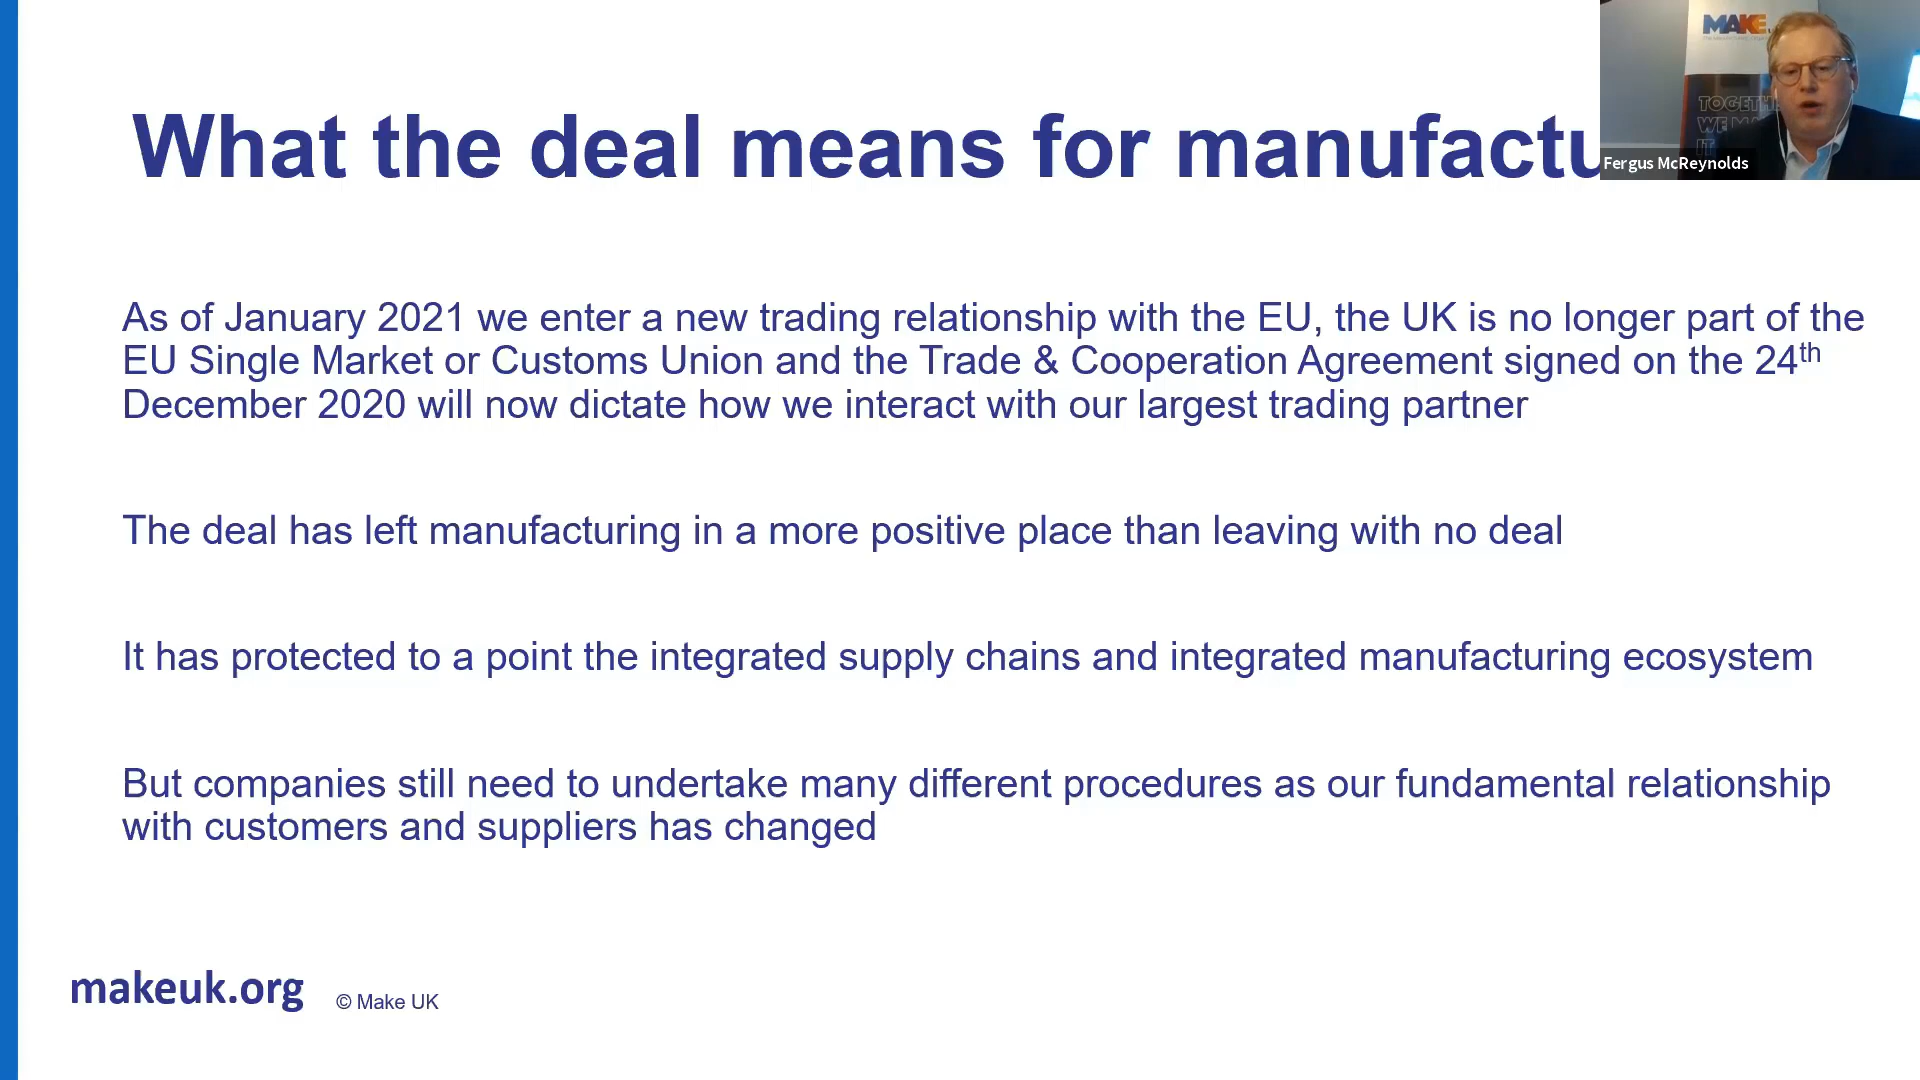 What the deal means for manufactu
MAKE
TOGETH
WE MA
IT
Fergus McReynolds
As of January 2021 we enter a new trading relationship with the EU, the UK is no longer part of the
EU Single Market or Customs Union and the Trade & Cooperation Agreement signed on the 24th
December 2020 will now dictate how we interact with our largest trading partner
The deal has left manufacturing in a more positive place than leaving with no deal
It has protected to a point the integrated supply chains and integrated manufacturing ecosystem
But companies still need to undertake many different procedures as our fundamental relationship
with customers and suppliers has changed
makeuk.org
© Make UK